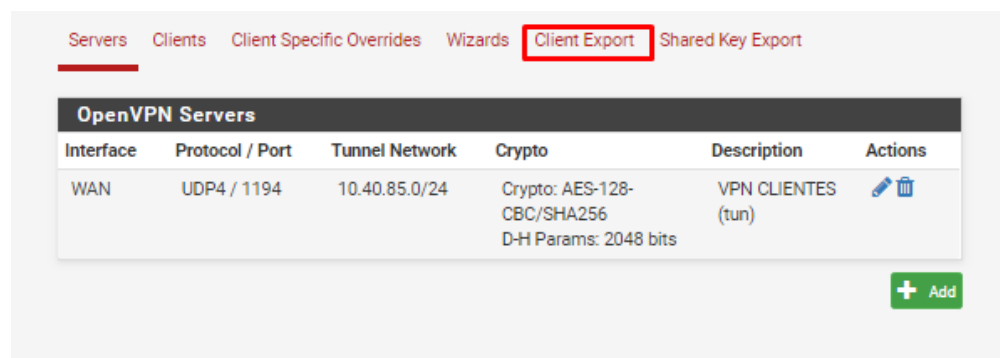 Servers Clients Client Specific Overrides Wizards Client Export Shared Key Export
OpenVPN Servers
Interface Protocol / Port Tunnel Network Crypto Description Actions
WAN UDP4 / 1194 10.40.85.0/24 Crypto: AES-128- VPN CLIENTES
CBC/SHA256 (tun)
D-H Params: 2048 bits
Add